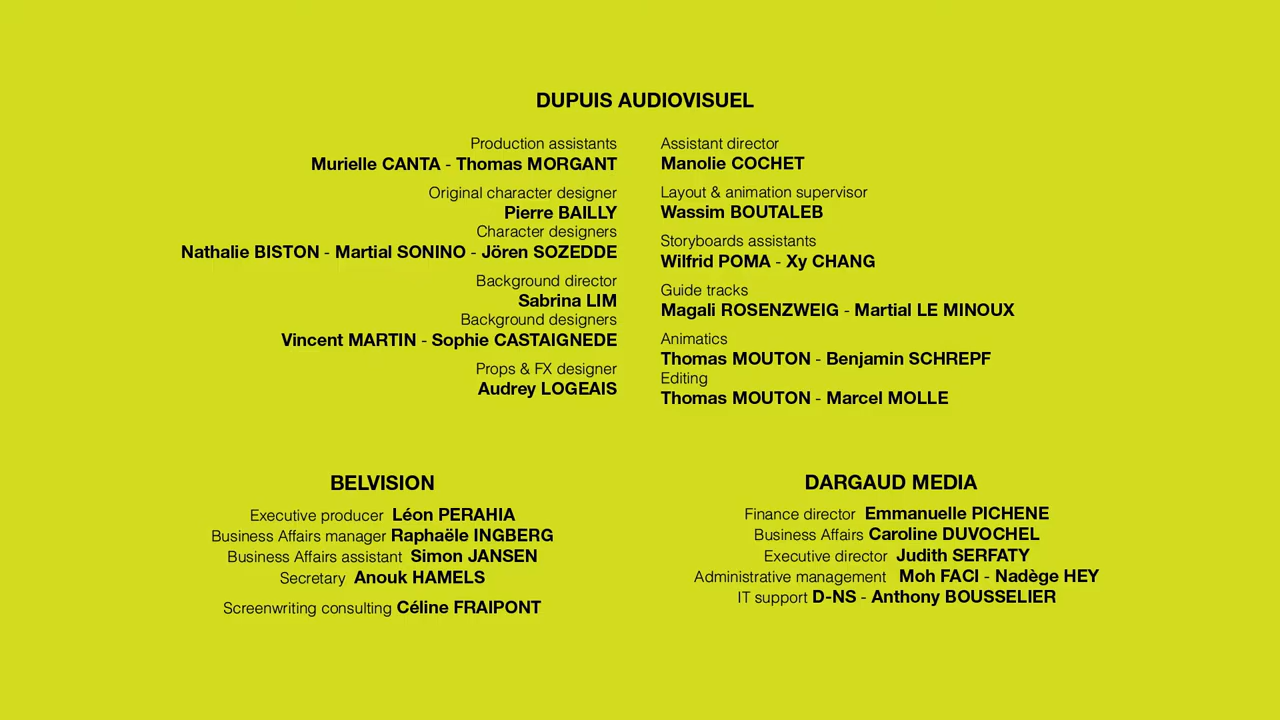 DUPUIS AUDIOVISUEL
Production assistants
Murielle CANTA - Thomas MORGANT
Original character designer
Pierre BAILLY
Character designers
Nathalie BISTON - Martial SONINO - Jören SOZEDDE
Background director
Sabrina LIM
Background designers
Vincent MARTIN - Sophie CASTAIGNEDE
Props & FX designer
Audrey LOGEAIS
Assistant director
Manolie COCHET
Layout & animation supervisor
Wassim BOUTALEB
Storyboards assistants
Wilfrid POMA - Xy CHANG
Guide tracks
Magali ROSENZWEIG - Martial LE MINOUX
Animatics
Thomas MOUTON - Benjamin SCHREPF
Editing
Thomas MOUTON - Marcel MOLLE
BELVISION
Executive producer Léon PERAHIA
Business Affairs manager Raphaële INGBERG
Business Affairs assistant Simon JANSEN
Secretary Anouk HAMELS
Screenwriting consulting Céline FRAIPONT
DARGAUD MEDIA
Finance director Emmanuelle PICHENE
Business Affairs Caroline DUVOCHEL
Executive director Judith SERFATY
Administrative management Moh FACI - Nadège HEY
IT support D-NS - Anthony BOUSSELIER